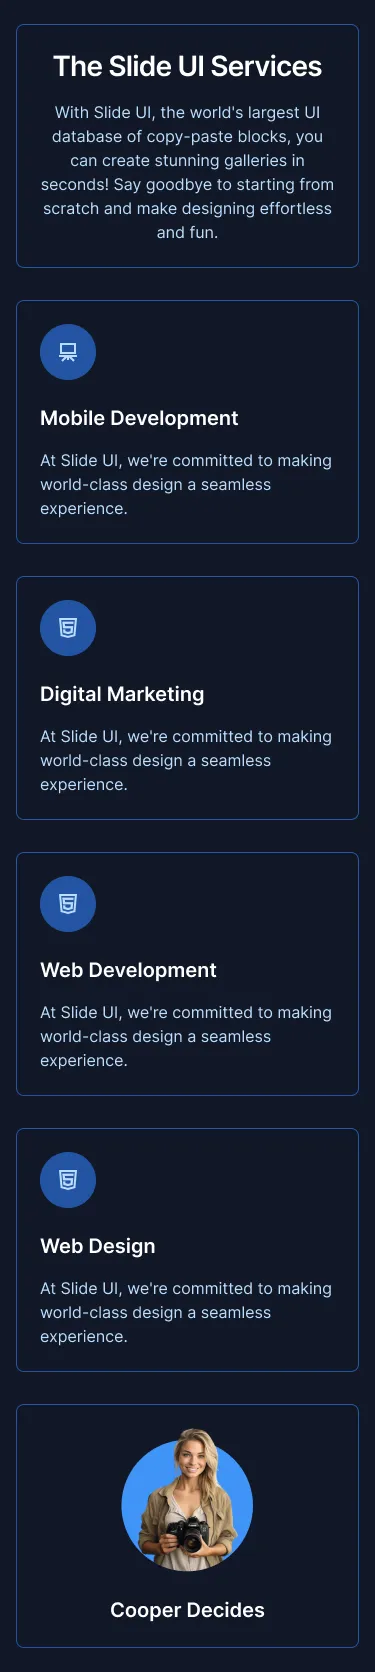 The Slide UI Services
With Slide UI, the world's largest UI
database of copy-paste blocks, you
can create stunning galleries in
seconds! Say goodbye to starting from
scratch and make designing effortless
and fun.
Mobile Development
At Slide UI, we're committed to making
world-class design a seamless
experience.
Digital Marketing
At Slide UI, we're committed to making
world-class design a seamless
experience.
Web Development
At Slide UI, we're committed to making
world-class design a seamless
experience.
Web Design
At Slide UI, we're committed to making
world-class design a seamless
experience.
Cooper Decides